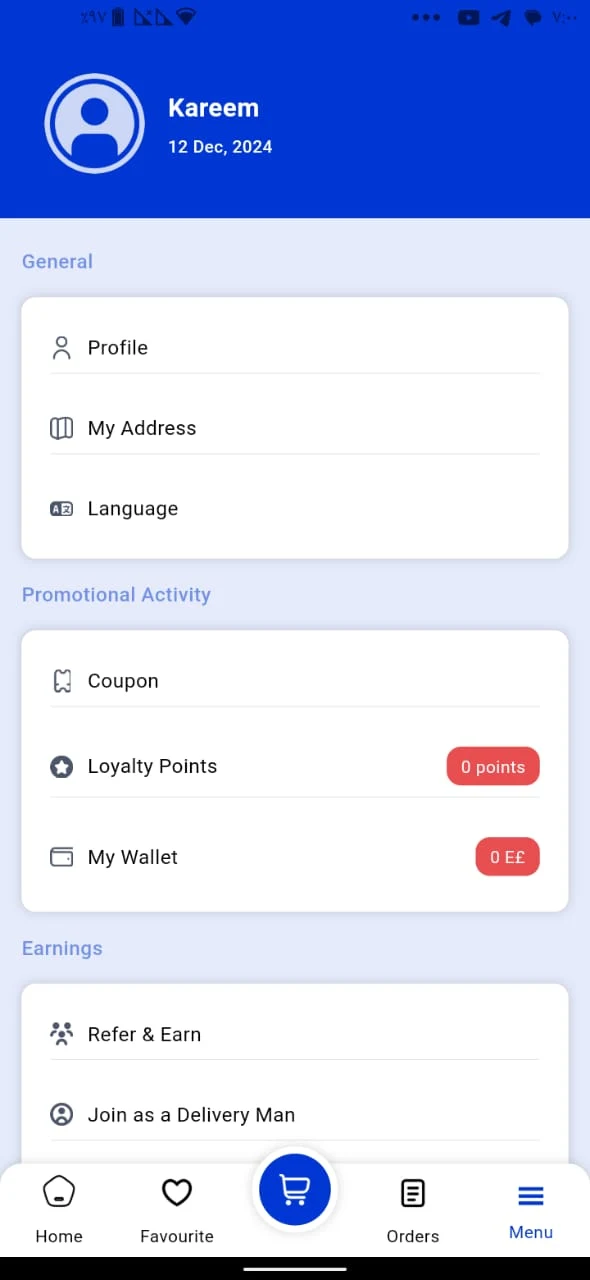 ٪٩٧
٧:٠٠
Kareem
12 Dec, 2024
General
Profile
My Address
Language
Promotional Activity
Coupon
Loyalty Points
0 points
My Wallet
0 E£
Earnings
Refer & Earn
Join as a Delivery Man
Home
Favourite
Orders
Menu